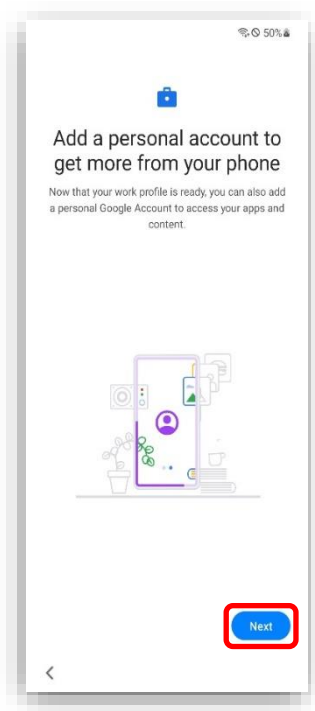 50%
Add a personal account to
get more from your phone
Now that your work profile is ready, you can also add
a personal Google Account to access your apps and
content.
Next